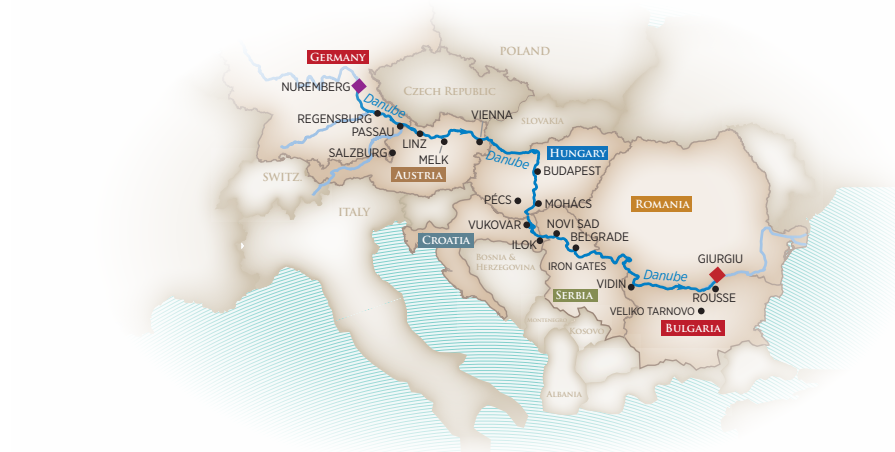 POLAND
GERMANY
NUREMBERG
CZECH REPUBLIC
Danube
REGENSBURG
VIENNA
SLOVAKIA
PASSAU
LINZ
SALZBURG
MELK
Danube
HUNGARY
BUDAPEST
SWITZ.
AUSTRIA
ITALY
PÉCS
MOHÁCS
ROMANIA
VUKOVAR
NOVI SAD
CROATIA
ILOK
BELGRADE
BOSNIA &
HERZEGOVINA
IRON GATES
GIURGIU
Danube
VIDIN
SERBIA
ROUSSE
VELIKO TARNOVO
MONTENEGRO
KOSOVO
BULGARIA
ALBANIA